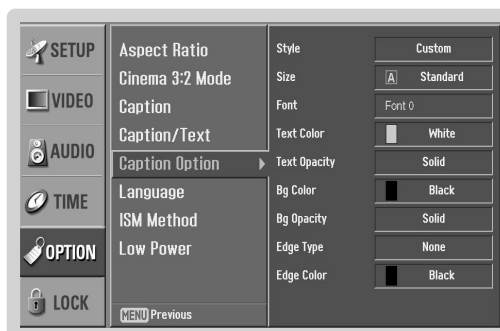 SETUP
VIDEO
AUDIO
TIME
OPTION
LOCK
Aspect Ratio
Cinema 3:2 Mode
Caption
Caption/Text
Caption Option
Language
ISM Method
Low Power
MENU Previous
Style Custom
Size A Standard
Font Font 0
Text Color White
Text Opacity Solid
Bg Color Black
Bg Opacity Solid
Edge Type None
Edge Color Black